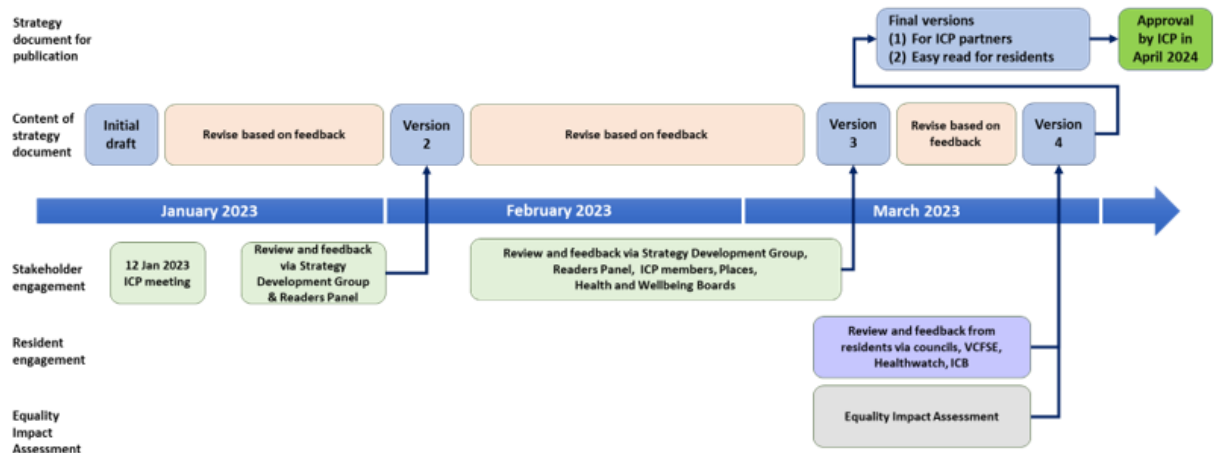 Strategy
document for
publication
Final versions
(1) For ICP partners
(2) Easy read for residents
Approval
by ICP in
April 2024
Content of
strategy
document
Initial
draft
Revise based on feedback
Version
2
Revise based on feedback
Version
3
Revise based on
feedback
Version
4
January 2023
February 2023
March 2023
Stakeholder
engagement
12 Jan 2023
ICP meeting
Review and feedback
via Strategy
Development Group
& Readers Panel
Review and feedback via Strategy Development Group,
Readers Panel, ICP members, Places,
Health and Wellbeing Boards
Resident
engagement
Review and feedback from
residents via councils, VCFSE,
Healthwatch, ICB
Equality
Impact
Assessment
Equality Impact Assessment